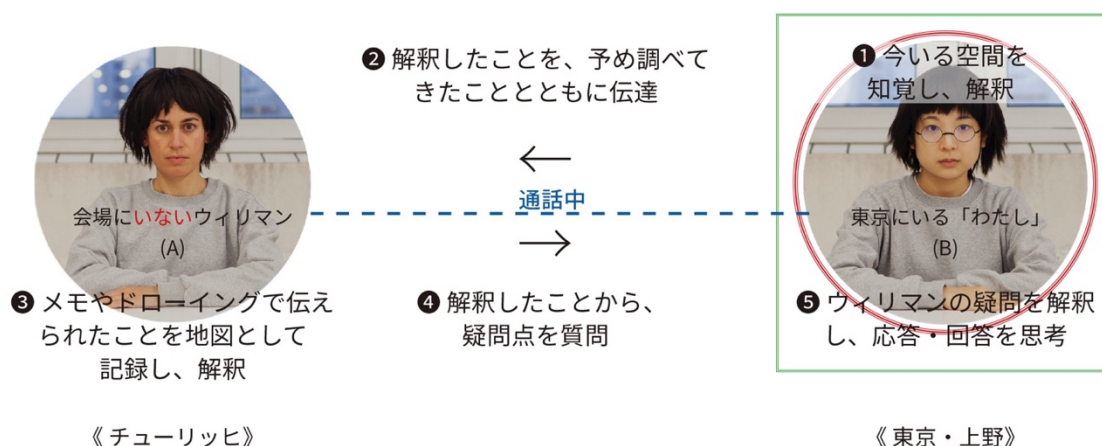 ❶ 今いる空間を
知覚し、解釈
❷ 解釈したことを、予め調べて
きたこととともに伝達
通話中
会場にいないウィリマン
(A)
東京にいる「わたし」
(B)
❸ メモやドローイングで伝え
られたことを地図として
記録し、解釈
❹ 解釈したことから、
疑問点を質問
❺ ウィリマンの疑問を解釈
し、応答・回答を思考
《 チューリッヒ》
《 東京・上野》